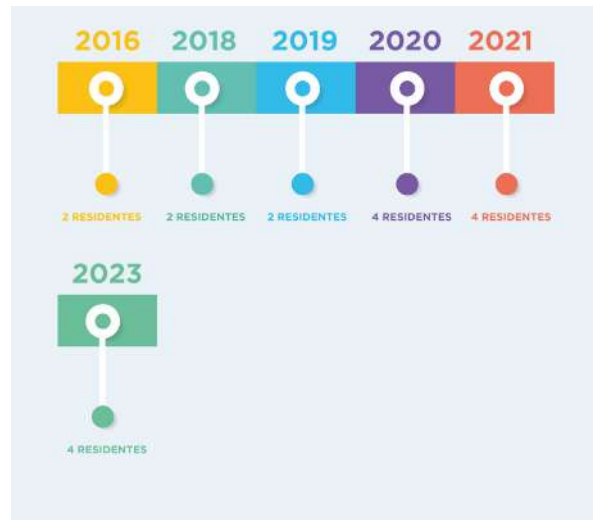 2016 2018 2019 2020 2021
2 RESIDENTES 2 RESIDENTES 2 RESIDENTES 4 RESIDENTES 4 RESIDENTES
2023
4 RESIDENTES